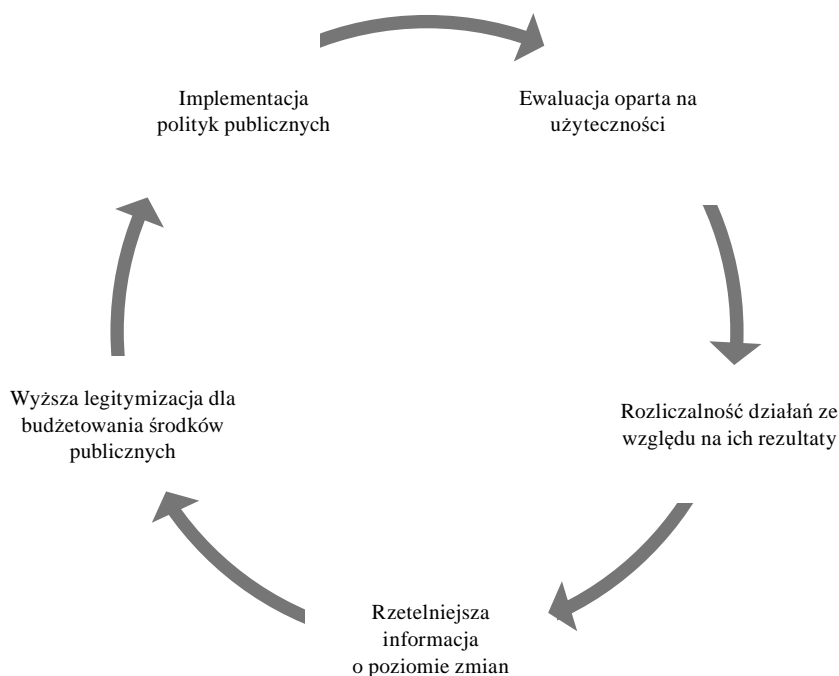 Implementacja
polityk publicznych
Ewaluacja oparta na
użyteczności
Rozliczalność działań ze
względu na ich rezultaty
Rzetelniejsza
informacja
o poziomie zmian
Wyższa legitymizacja dla
budżetowania środków
publicznych